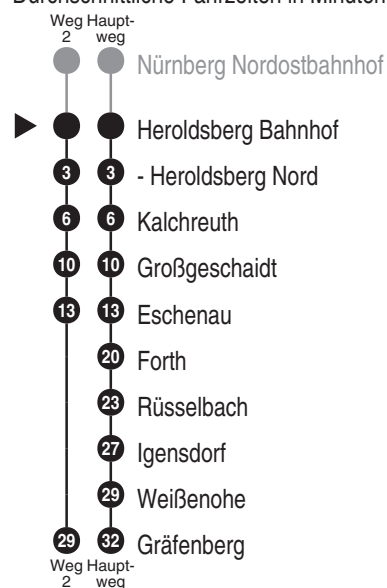 Durchschnittliche Fahrzeiten in Minuten
Weg Haupt-
2 weg
Nürnberg Nordostbahnhof
Heroldsberg Bahnhof
3 3 - Heroldsberg Nord
6 6 Kalchreuth
10 10 Großgeschaidt
13 13 Eschenau
20 Forth
23 Rüsselbach
27 Igensdorf
29 Weißenohe
29 32 Gräfenberg
Weg Haupt-
2 weg